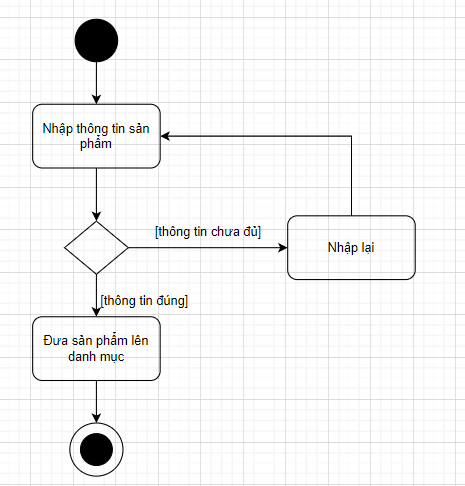 Nhập thông tin sản
phẩm
[thông tin chưa đủ]
Nhập lại
[thông tin đúng]
Đưa sản phẩm lên
danh mục